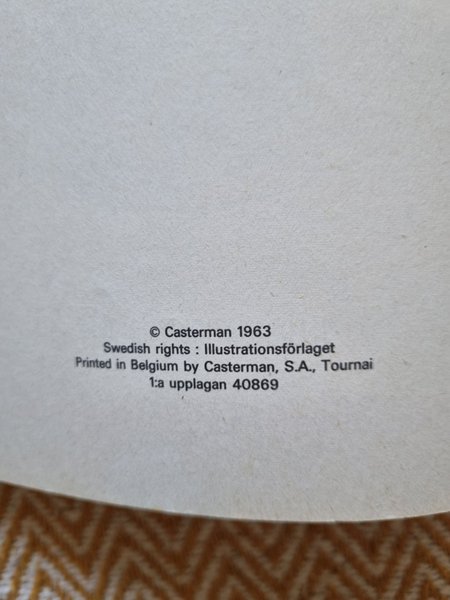 © Casterman 1963
Swedish rights : Illustrationsförlaget
Printed in Belgium by Casterman, S.A., Tournai
1:a upplagan 40869